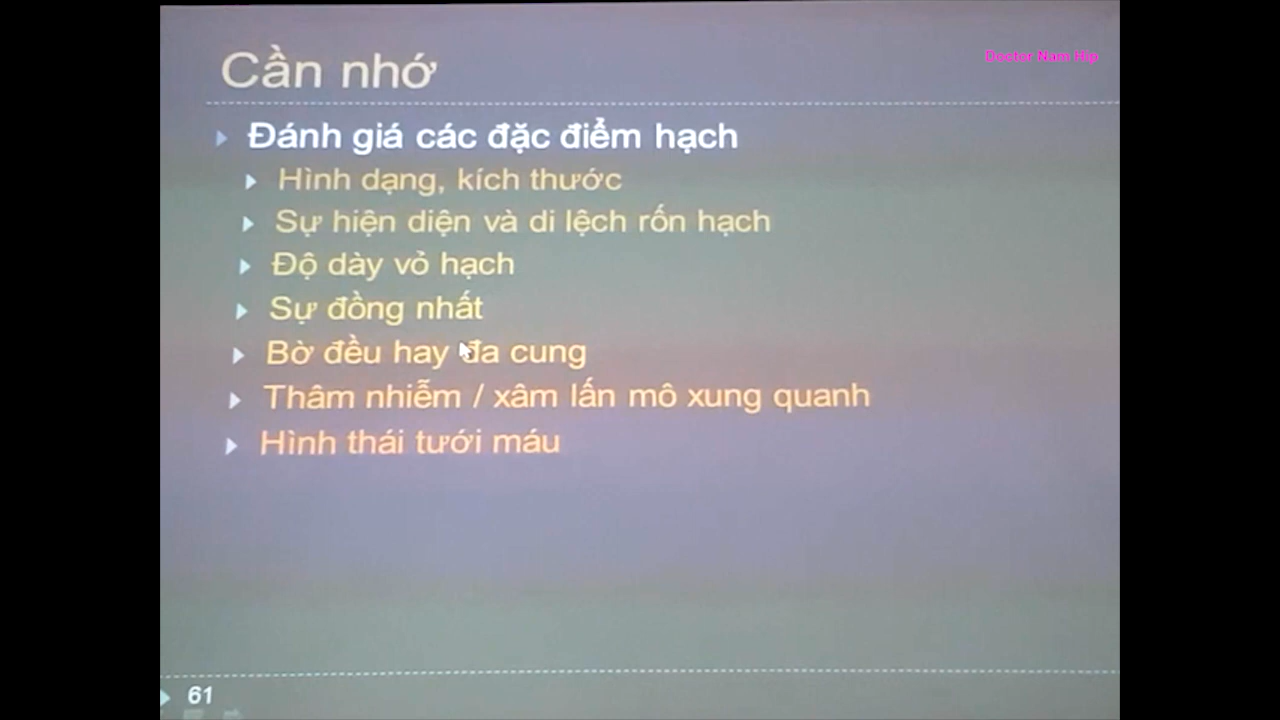 Cần nhớ
Doctor Nam Hip
Đánh giá các đặc điểm hạch
Hình dạng, kích thước
Sự hiện diện và di lệch rốn hạch
Độ dày vỏ hạch
Sự đồng nhất
Bờ đều hay đa cung
Thâm nhiễm / xâm lấn mô xung quanh
Hình thái tưới máu
61